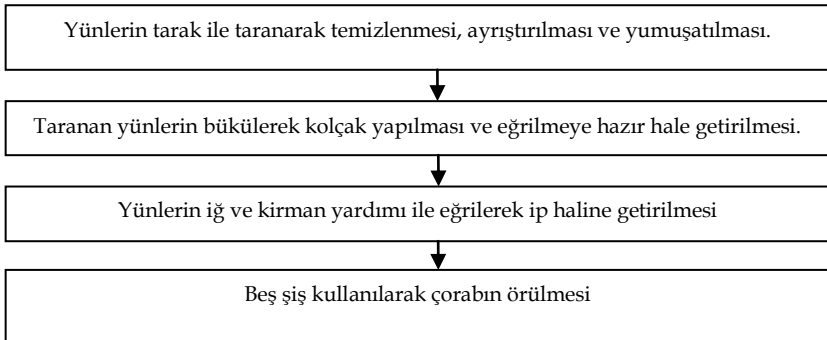 Yünlerin tarak ile taranarak temizlenmesi, ayrıştırılması ve yumuşatılması.
Taranan yünlerin bükülerek kolçak yapılması ve eğrilmeye hazır hale getirilmesi.
Yünlerin iğ ve kirman yardımı ile eğrilerek ip haline getirilmesi
Beş şiş kullanılarak çorabın örülmesi